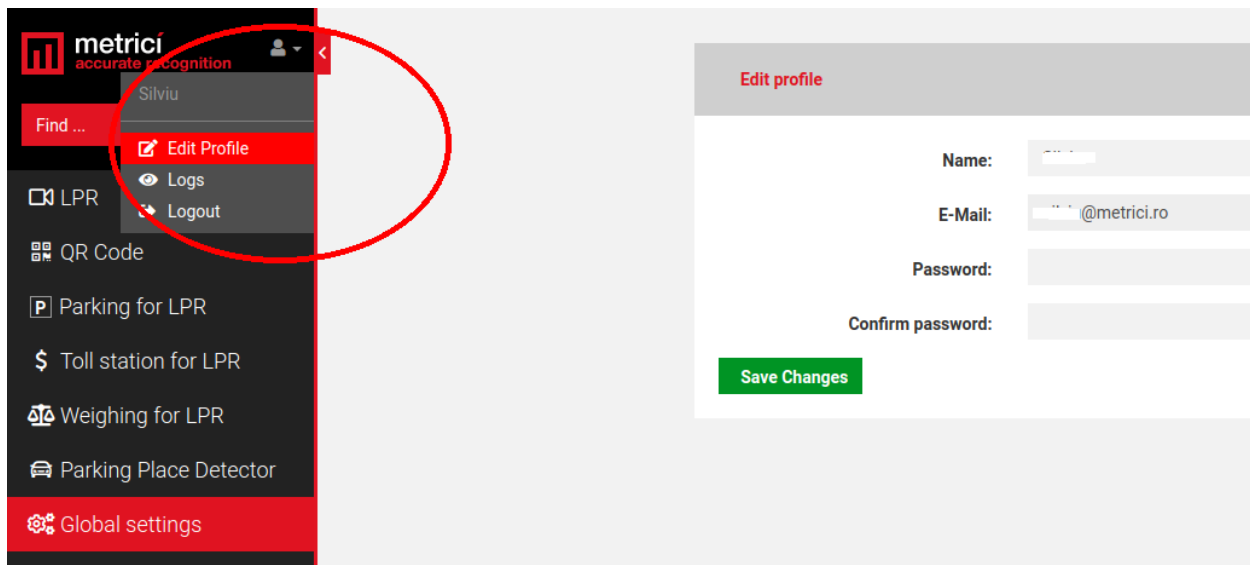 metrici
accurate recognition
Silviu
Find ...
Edit Profile
Logs
Logout
LPR
QR Code
P Parking for LPR
$ Toll station for LPR
Weighing for LPR
Parking Place Detector
Global settings
Edit profile
Name:
E-Mail: @metrici.ro
Password:
Confirm password:
Save Changes